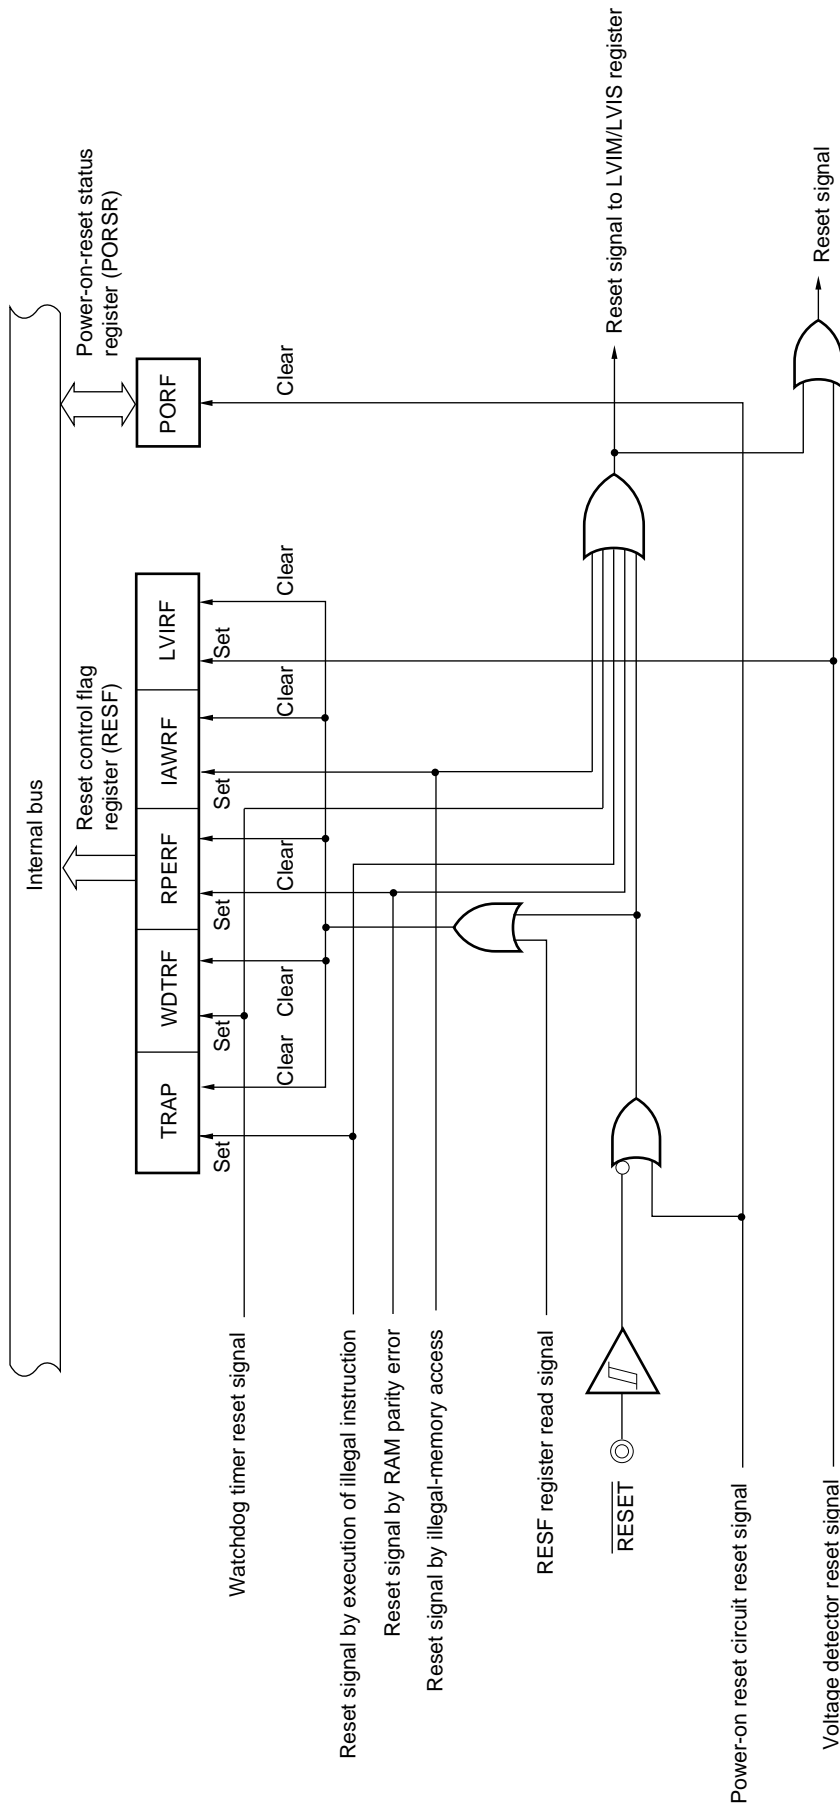 Internal bus
Reset control flag
register (RESF)
Power-on-reset status
register (PORSR)
TRAP
WDTRF
RPERF
IAWRF
LVIRF
PORF
Set
Clear
Set
Clear
Set
Clear
Set
Clear
Set
Clear
Clear
Watchdog timer reset signal
Reset signal by execution of illegal instruction
Reset signal by RAM parity error
Reset signal by illegal-memory access
RESF register read signal
RESET
Reset signal to LVIM/LVIS register
Power-on reset circuit reset signal
Voltage detector reset signal
Reset signal